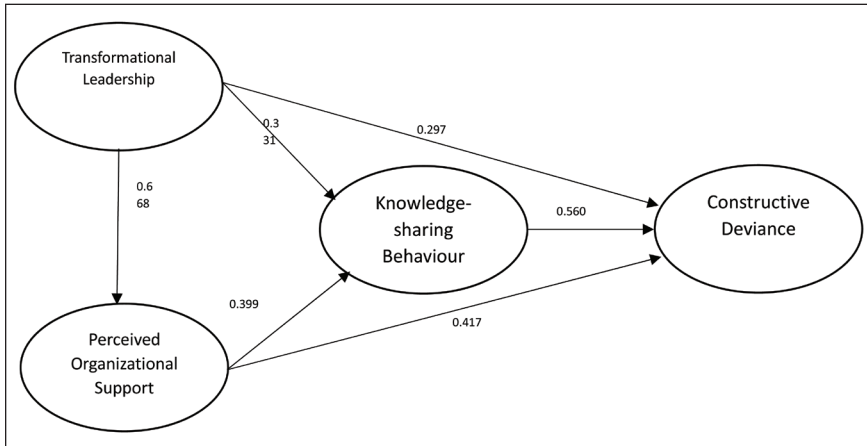 Transformational
Leadership
0.297
0.3
31
0.6
68
Knowledge-
sharing
Behaviour
0.560
Constructive
Deviance
0.399
0.417
Perceived
Organizational
Support